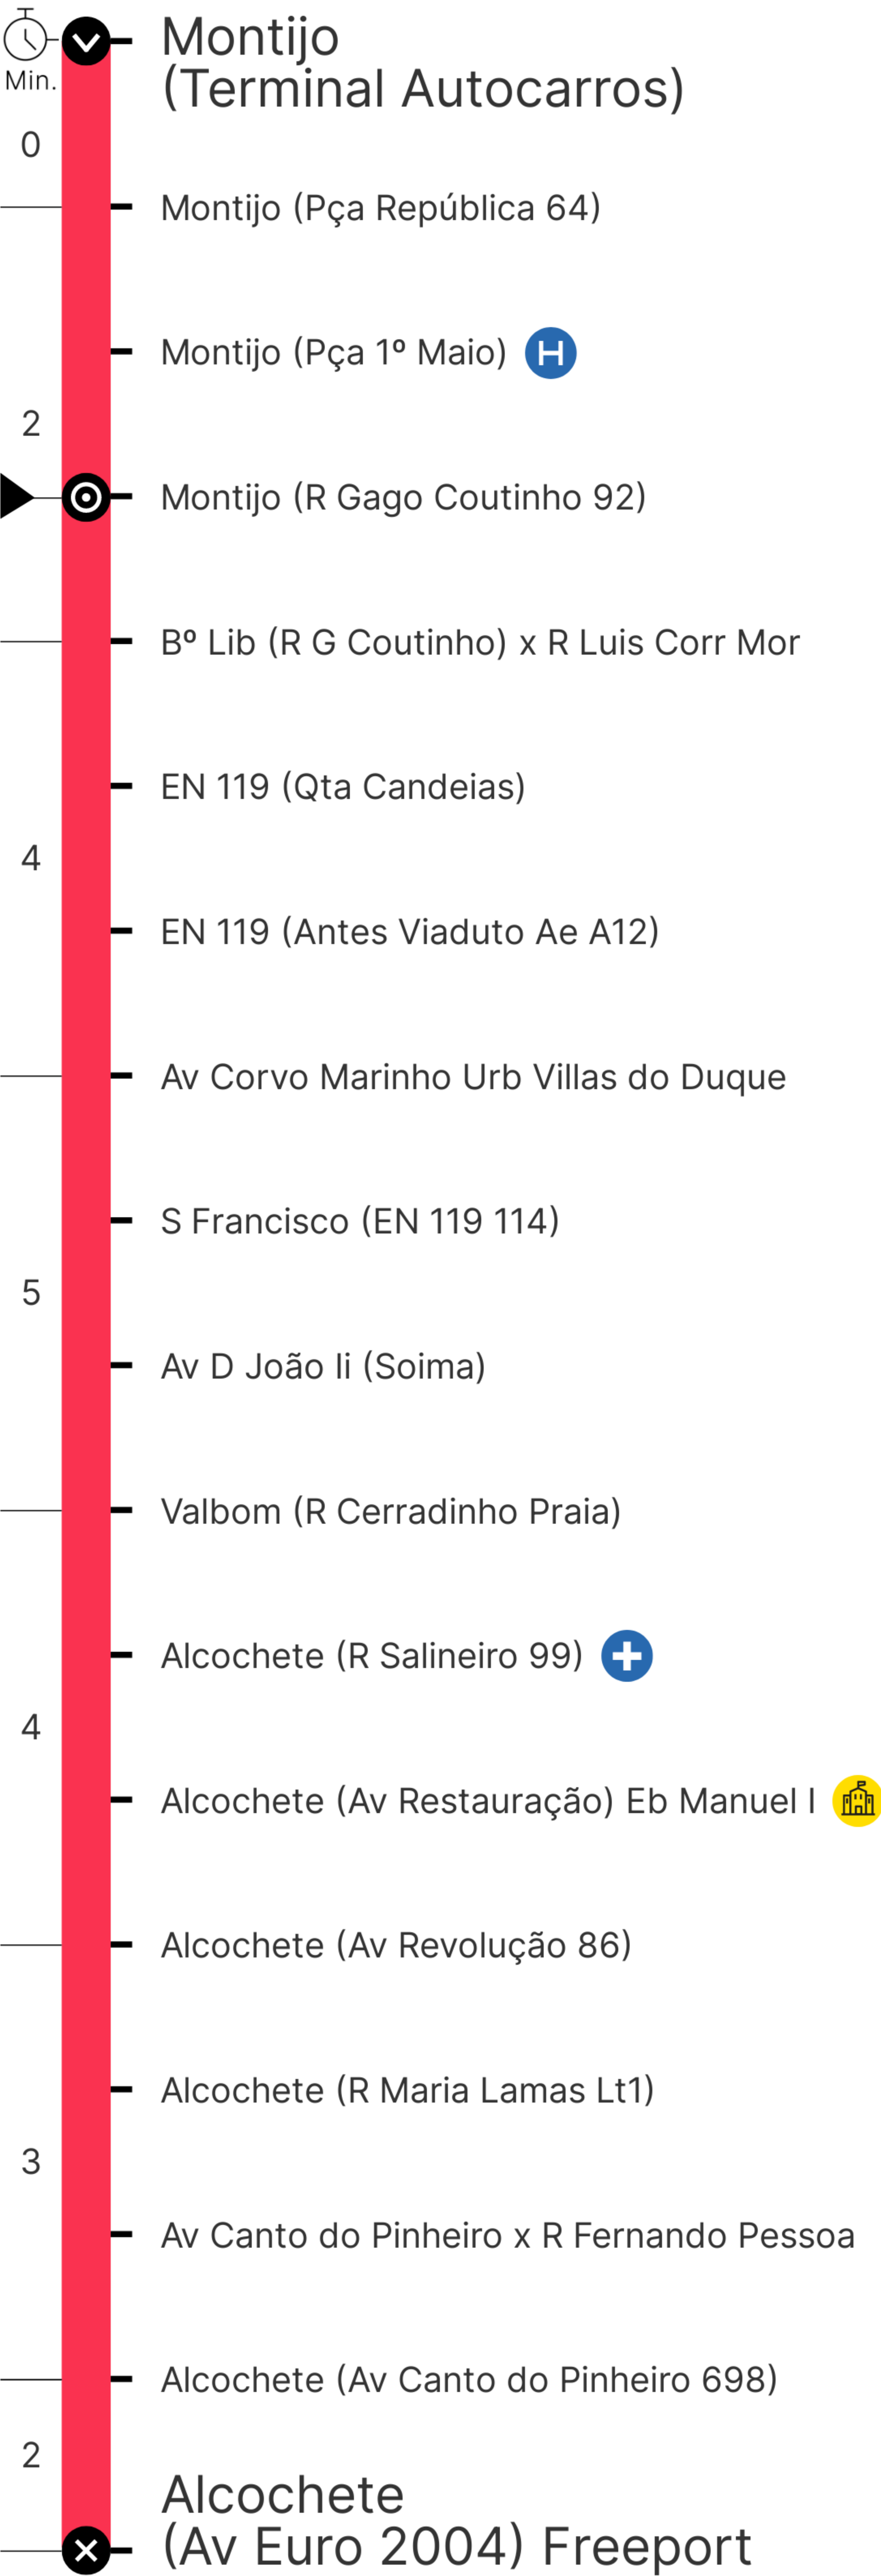 Montijo
(Terminal Autocarros)
Min.
0
Montijo (Pça República 64)
Montijo (Pça 1º Maio) H
2
Montijo (R Gago Coutinho 92)
Bº Lib (R G Coutinho) x R Luis Corr Mor
EN 119 (Qta Candeias)
4
EN 119 (Antes Viaduto Ae A12)
Av Corvo Marinho Urb Villas do Duque
S Francisco (EN 119 114)
5
Av D João Ii (Soima)
Valbom (R Cerradinho Praia)
Alcochete (R Salineiro 99)
4
Alcochete (Av Restauração) Eb Manuel I
Alcochete (Av Revolução 86)
Alcochete (R Maria Lamas Lt1)
3
Av Canto do Pinheiro x R Fernando Pessoa
Alcochete (Av Canto do Pinheiro 698)
2
Alcochete
(Av Euro 2004) Freeport